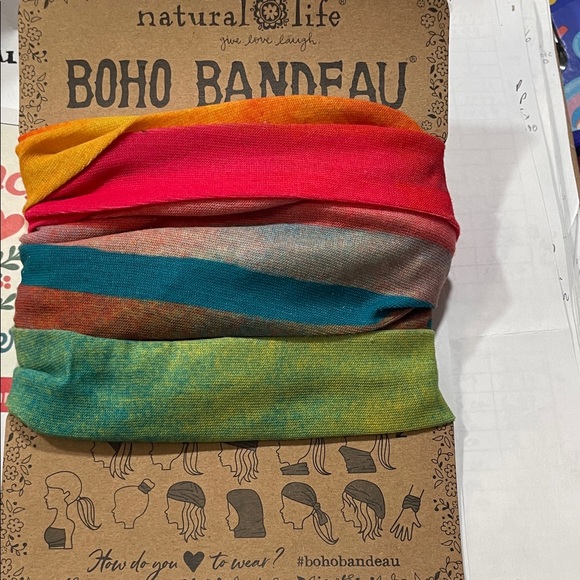 natural life®
give love laugh.
BOHO BANDEAU®
How do you ♥ to wear? #bohobandeau